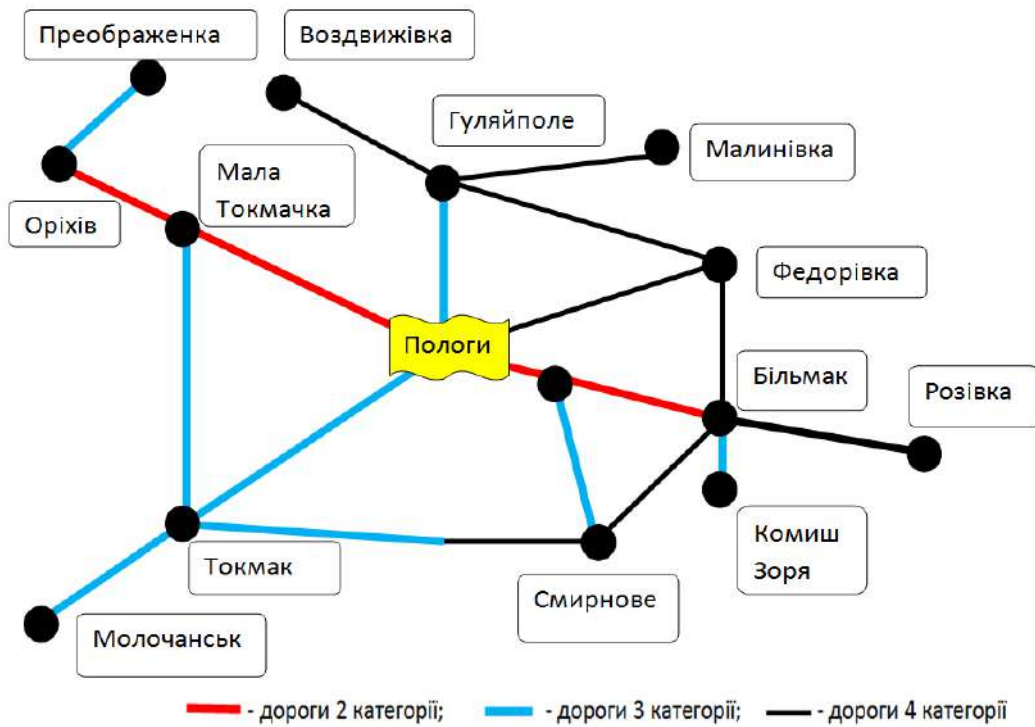 Преображенка
Воздвижівка
Гуляйполе
Малинівка
Мала
Токмачка
Оріхів
Федорівка
Пологи
Більмак
Розівка
Комиш
Зоря
Токмак
Смирнове
Молочанськ
- дороги 2 категорії;
- дороги 3 категорії;
- дороги 4 категорії